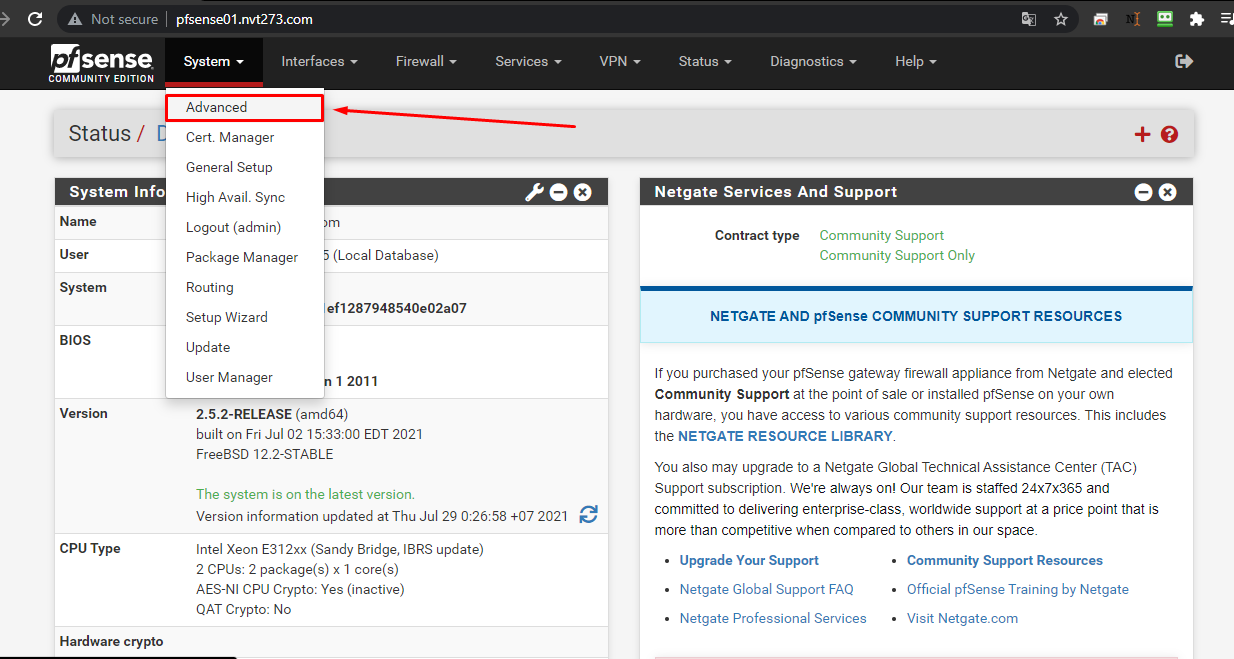 Not secure pfsense01.nvt273.com
pfsense
COMMUNITY EDITION
System Interfaces Firewall Services VPN Status Diagnostics Help
Advanced
Cert. Manager
General Setup
High Avail. Sync
Logout (admin)
Package Manager
Routing
Setup Wizard
Update
User Manager
Status /
System Info
Name om
User 5 (Local Database)
System
1ef1287948540e02a07
BIOS
n 1 2011
Version 2.5.2-RELEASE (amd64)
built on Fri Jul 02 15:33:00 EDT 2021
FreeBSD 12.2-STABLE
The system is on the latest version.
Version information updated at Thu Jul 29 0:26:58 +07 2021
CPU Type Intel Xeon E312xx (Sandy Bridge, IBRS update)
2 CPUs: 2 package(s) x 1 core(s)
AES-NI CPU Crypto: Yes (inactive)
QAT Crypto: No
Hardware crypto
Netgate Services And Support
Contract type Community Support
Community Support Only
NETGATE AND pfSense COMMUNITY SUPPORT RESOURCES
If you purchased your pfSense gateway firewall appliance from Netgate and elected
Community Support at the point of sale or installed pfSense on your own
hardware, you have access to various community support resources. This includes
the NETGATE RESOURCE LIBRARY.
You also may upgrade to a Netgate Global Technical Assistance Center (TAC)
Support subscription. We're always on! Our team is staffed 24x7x365 and
committed to delivering enterprise-class, worldwide support at a price point that is
more than competitive when compared to others in our space.
• Upgrade Your Support
• Netgate Global Support FAQ
• Netgate Professional Services
• Community Support Resources
• Official pfSense Training by Netgate
• Visit Netgate.com